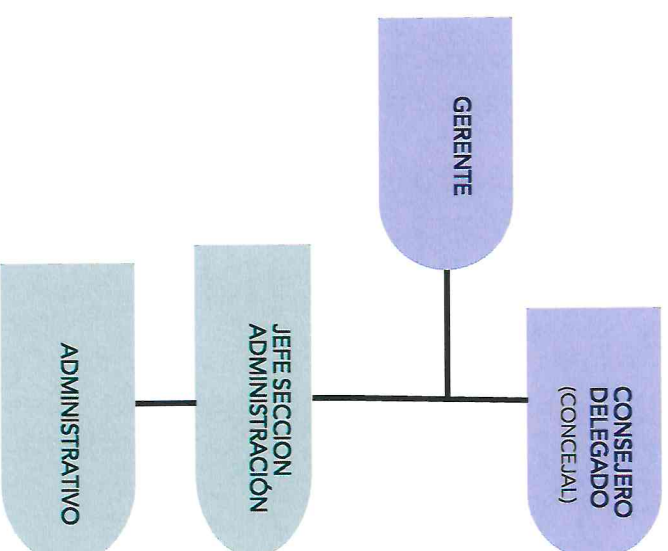 CONSEJERO
DELEGADO
(CONCEJAL)
GERENTE
JEFE SECCION
ADMINISTRACIÓN
ADMINISTRATIVO